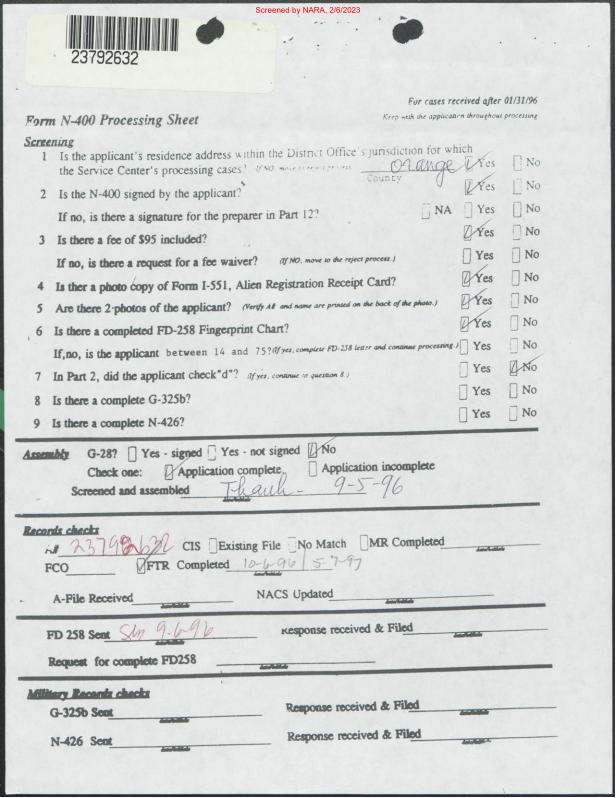 Screened by NARA, 2/6/2023
23792632
For cases received after 01/31/96
Form N-400 Processing Sheet
Keep with the application throughout processing
Screening
1 Is the applicant's residence address within the District Office's jurisdiction for which
the Service Center's processing cases? (If NO, move to reject process. orange Yes No
County
2 Is the N-400 signed by the applicant? Yes No
If no, is there a signature for the preparer in Part 12? NA Yes No
3 Is there a fee of $95 included? Yes No
If no, is there a request for a fee waiver? (If NO, move to the reject process.) Yes No
4 Is ther a photo copy of Form I-551, Alien Registration Receipt Card? Yes No
5 Are there 2 photos of the applicant? (Verify A# and name are printed on the back of the photo.) Yes No
6 Is there a completed FD-258 Fingerprint Chart? Yes No
If,no, is the applicant between 14 and 75?(If yes, complete FD-258 letter and continue processing.) Yes No
7 In Part 2, did the applicant check"d"? (If yes, continue to question 8.) Yes No
8 Is there a complete G-325b? Yes No
9 Is there a complete N-426? Yes No
Assembly G-28? Yes - signed Yes - not signed No
Check one: Application complete Application incomplete
Screened and assembled Thanh - 9-5-96
Records checks
A# 23792632 CIS Existing File No Match MR Completed
FCO FTR Completed 10-6-96 / 5-7-97
A-File Received NACS Updated
FD 258 Sent 9-6-96 Response received & Filed
Request for complete FD258
Military Records checks
G-325b Sent Response received & Filed
N-426 Sent Response received & Filed